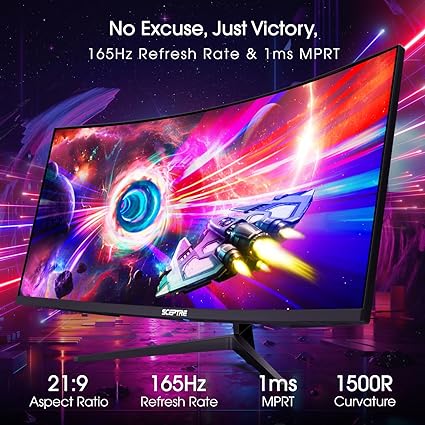 No Excuse, Just Victory,
165Hz Refresh Rate & 1ms MPRT
SCEPTRE
21:9 165Hz 1ms 1500R
Aspect Ratio Refresh Rate MPRT Curvature